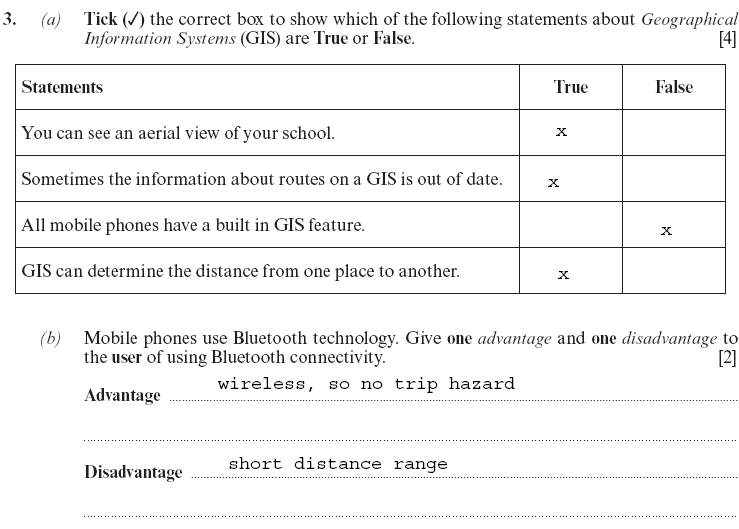 3. (a) Tick (✓) the correct box to show which of the following statements about Geographical
Information Systems (GIS) are True or False. [4]
Statements True False
You can see an aerial view of your school. x
Sometimes the information about routes on a GIS is out of date. x
All mobile phones have a built in GIS feature. x
GIS can determine the distance from one place to another. x
(b) Mobile phones use Bluetooth technology. Give one advantage and one disadvantage to
the user of using Bluetooth connectivity. [2]
Advantage wireless, so no trip hazard
Disadvantage short distance range